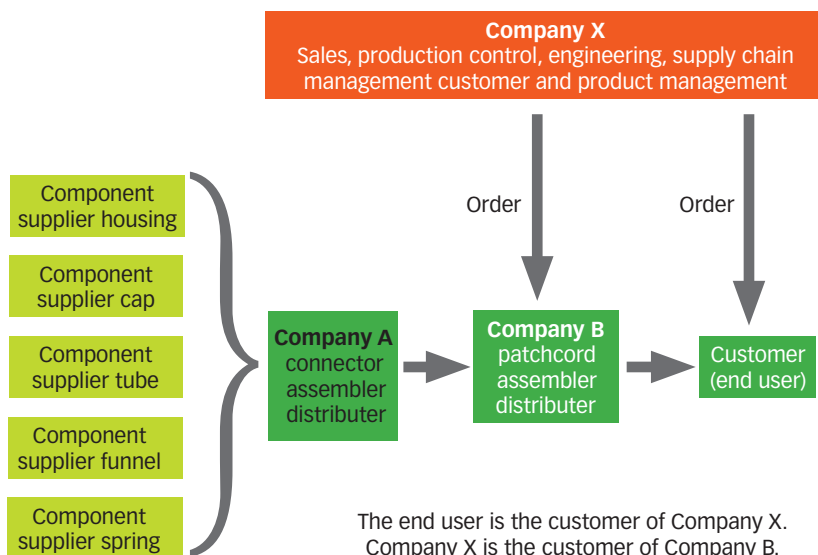 Company X
Sales, production control, engineering, supply chain
management customer and product management
Order
Order
Component
supplier housing
Component
supplier cap
Component
supplier tube
Component
supplier funnel
Component
supplier spring
Company A
connector
assembler
distributer
Company B
patchcord
assembler
distributer
Customer
(end user)
The end user is the customer of Company X.
Company X is the customer of Company B.